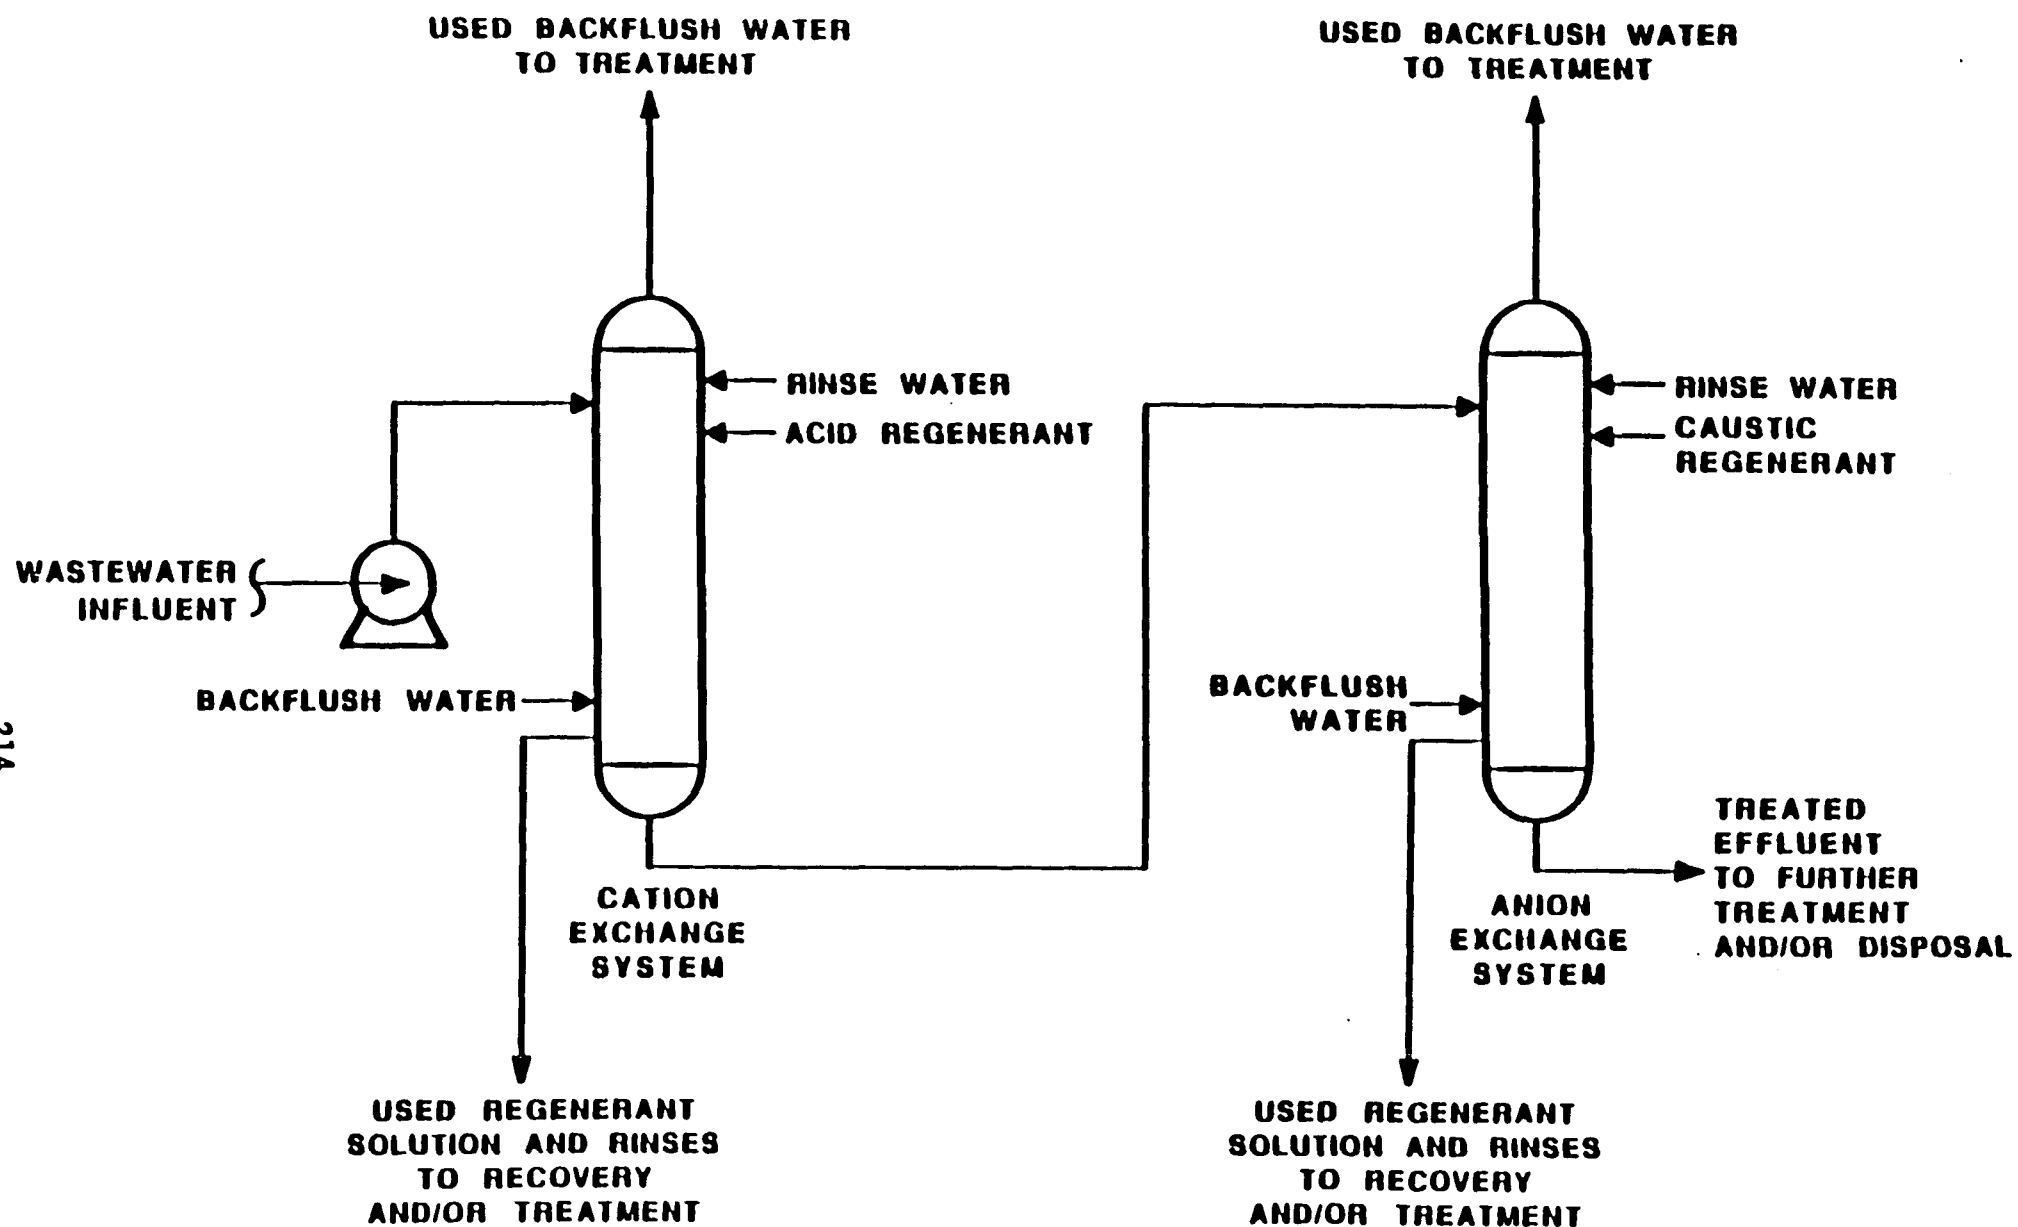 USED BACKFLUSH WATER
TO TREATMENT
USED BACKFLUSH WATER
TO TREATMENT
RINSE WATER
ACID REGENERANT
RINSE WATER
CAUSTIC
REGENERANT
WASTEWATER
INFLUENT
BACKFLUSH WATER
BACKFLUSH
WATER
214
CATION
EXCHANGE
SYSTEM
ANION
EXCHANGE
SYSTEM
TREATED
EFFLUENT
TO FURTHER
TREATMENT
AND/OR DISPOSAL
USED REGENERANT
SOLUTION AND RINSES
TO RECOVERY
AND/OR TREATMENT
USED REGENERANT
SOLUTION AND RINSES
TO RECOVERY
AND/OR TREATMENT